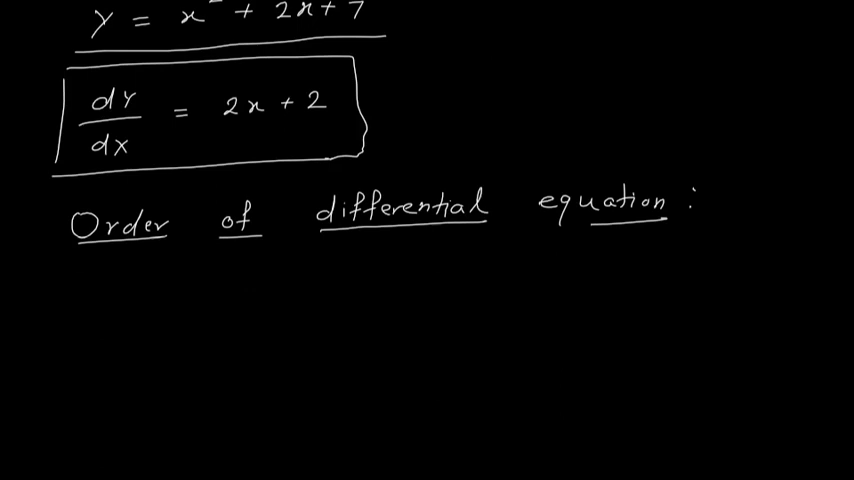 y = x² + 2x + 7
dy/dx = 2x + 2
Order of differential equation: